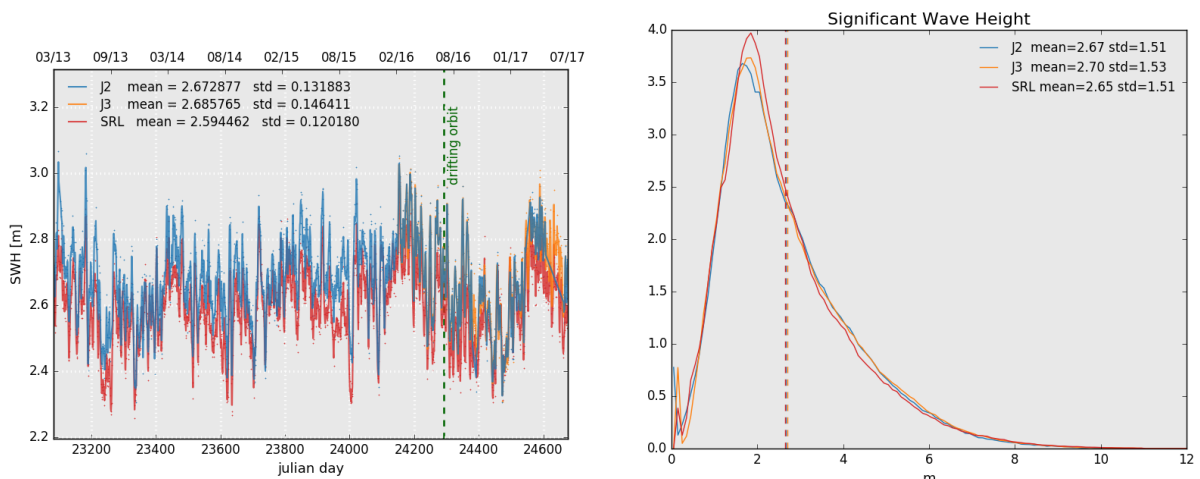 03/13 09/13 03/14 08/14 02/15 08/15 02/16 08/16 01/17 07/17
J2 mean = 2.672877 std = 0.131883
J3 mean = 2.685765 std = 0.146411
SRL mean = 2.594462 std = 0.120180
drifting orbit
SWH [m]
3.2
3.0
2.8
2.6
2.4
2.2
23200 23400 23600 23800 24000 24200 24400 24600
julian day
Significant Wave Height
J2 mean=2.67 std=1.51
J3 mean=2.70 std=1.53
SRL mean=2.65 std=1.51
4.0
3.5
3.0
2.5
2.0
1.5
1.0
0.5
0.0
0 2 4 6 8 10 12
m